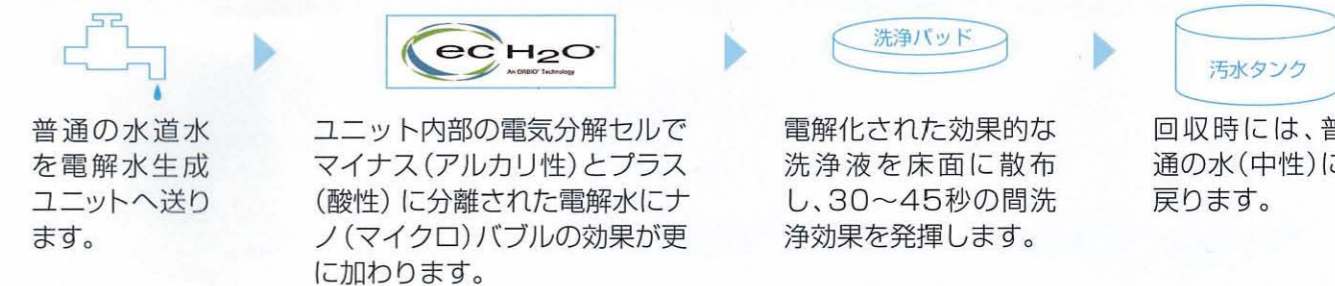 普通の水道水
を電解水生成
ユニットへ送り
ます。
ec H2O™
An ORBIO® Technology
ユニット内部の電気分解セルで
マイナス(アルカリ性)とプラス
(酸性)に分離された電解水にナ
ノ(マイクロ)バブルの効果が更
に加わります。
洗浄パッド
電解化された効果的な
洗浄液を床面に散布
し、30〜45秒の間洗
浄効果を発揮します。
汚水タンク
回収時には、普
通の水(中性)に
戻ります。